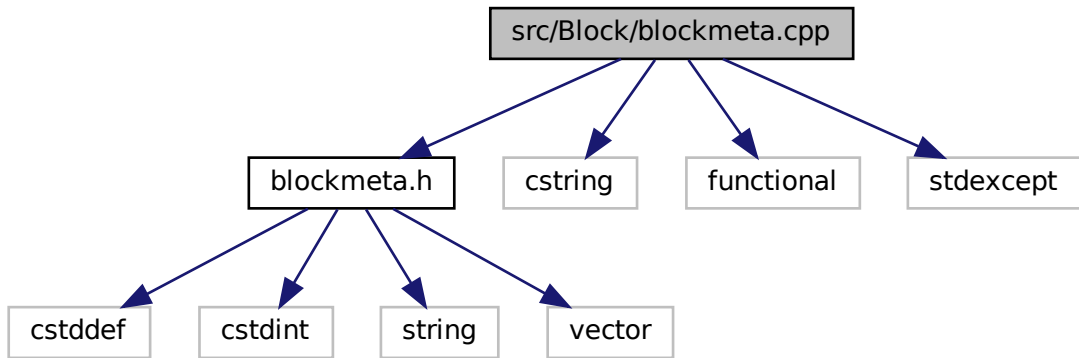 src/Block/blockmeta.cpp
blockmeta.h
cstring
functional
stdexcept
cstddef
cstdint
string
vector